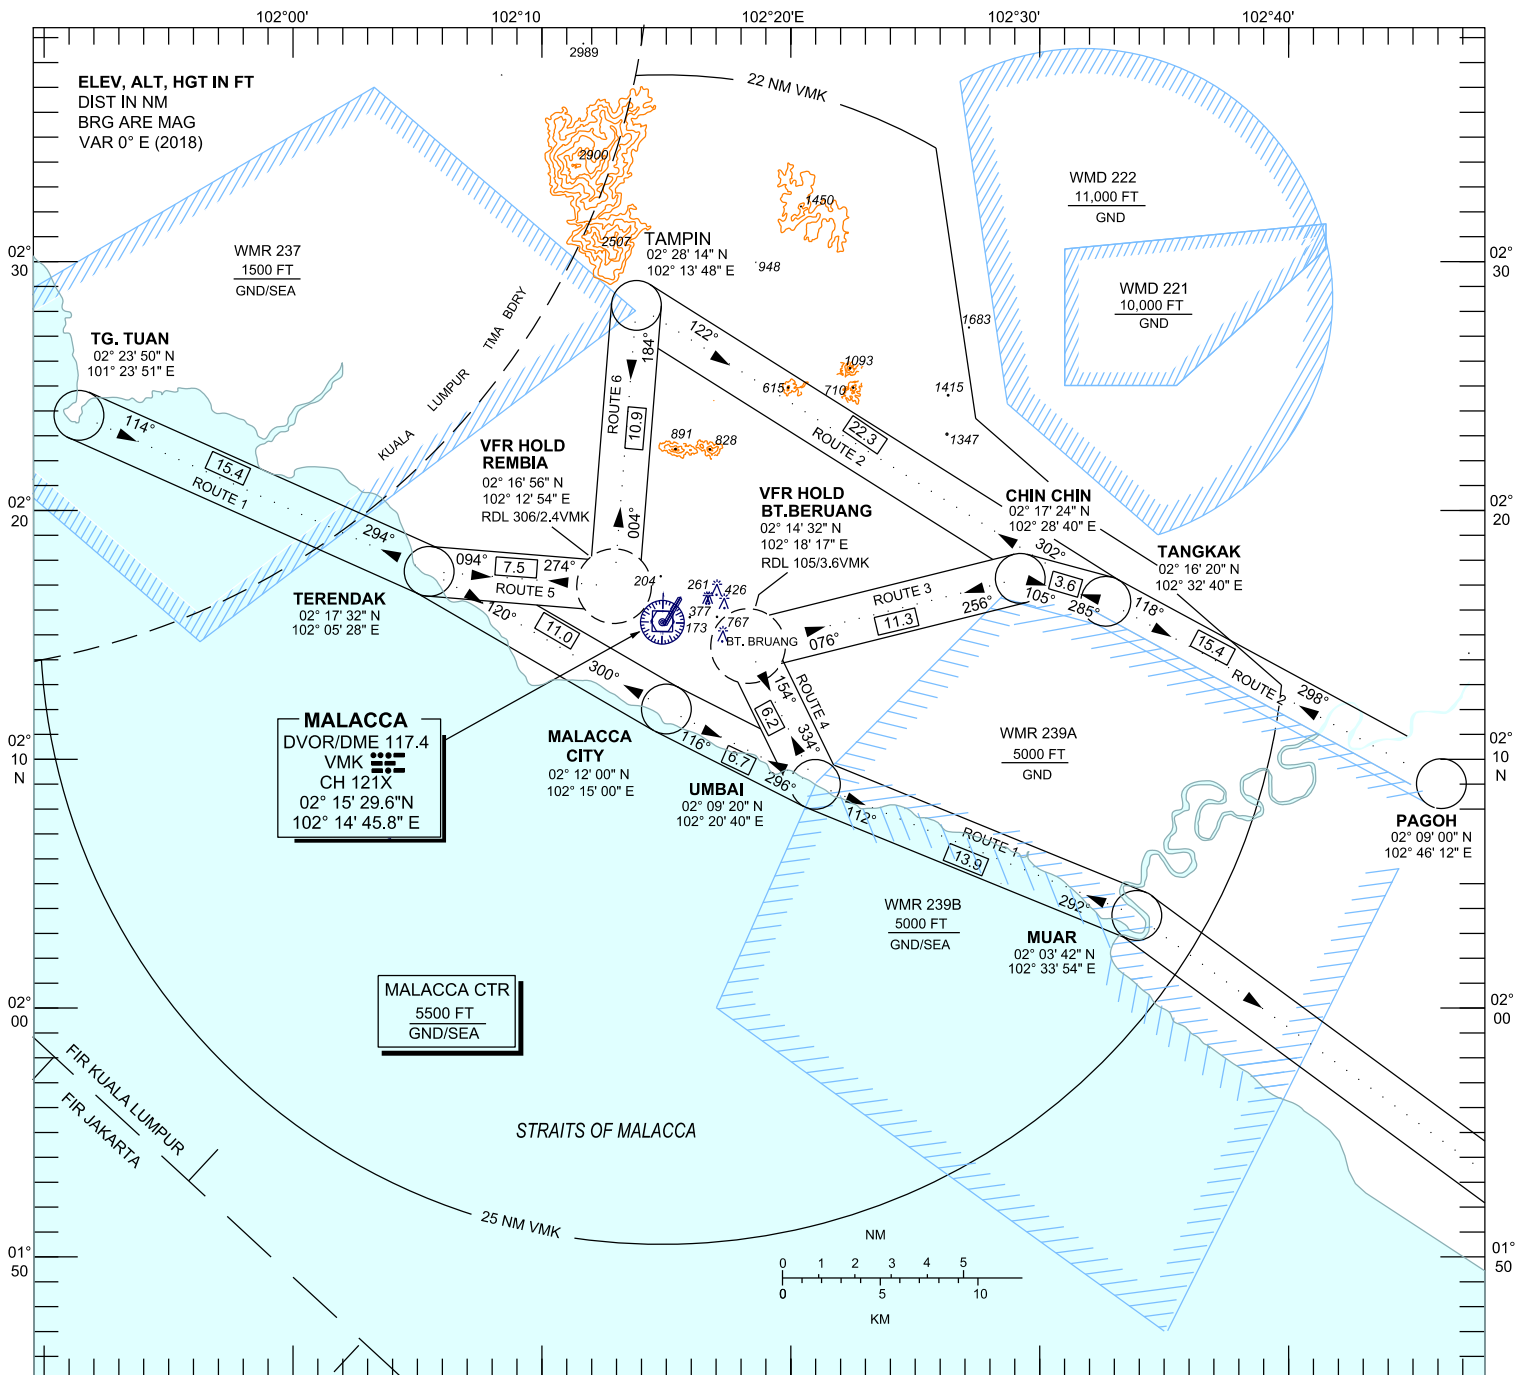 102°00'
102°10'
102°20'E
102°30'
102°40'
ELEV, ALT, HGT IN FT
DIST IN NM
BRG ARE MAG
VAR 0° E (2018)
2989
22 NM VMK
2900
2507
1450
948
WMD 222
11,000 FT
GND
WMR 237
1500 FT
GND/SEA
02°
30
02°
30
TAMPIN
02° 28' 14" N
102° 13' 48" E
WMD 221
10,000 FT
GND
TMA BDRY
LUMPUR
KUALA
TG. TUAN
02° 23' 50" N
101° 23' 51" E
122°
184°
ROUTE 6
10.9
004°
1683
1093
615
710
1415
1347
891
828
22.3
ROUTE 2
114°
15.4
ROUTE 1
294°
VFR HOLD
REMBIA
02° 16' 56" N
102° 12' 54" E
RDL 306/2.4VMK
VFR HOLD
BT.BERUANG
02° 14' 32" N
102° 18' 17" E
RDL 105/3.6VMK
CHIN CHIN
02° 17' 24" N
102° 28' 40" E
02°
20
02°
20
302°
TANGKAK
02° 16' 20" N
102° 32' 40" E
094°
7.5
274°
ROUTE 5
204
261
426
377
173
767
BT. BRUANG
ROUTE 3
256°
11.3
076°
3.6
105°
285°
118°
15.4
ROUTE 2
298°
TERENDAK
02° 17' 32" N
102° 05' 28" E
120°
11.0
300°
154°
ROUTE 4
6.2
334°
MALACCA
DVOR/DME 117.4
VMK
CH 121X
02° 15' 29.6"N
102° 14' 45.8" E
MALACCA
CITY
02° 12' 00" N
102° 15' 00" E
116°
6.7
296°
UMBAI
02° 09' 20" N
102° 20' 40" E
WMR 239A
5000 FT
GND
02°
10
N
02°
10
N
PAGOH
02° 09' 00" N
102° 46' 12" E
112°
ROUTE 1
13.9
292°
WMR 239B
5000 FT
GND/SEA
MUAR
02° 03' 42" N
102° 33' 54" E
MALACCA CTR
5500 FT
GND/SEA
02°
00
02°
00
FIR KUALA LUMPUR
FIR JAKARTA
STRAITS OF MALACCA
25 NM VMK
NM
0 1 2 3 4 5
0 5 10
KM
01°
50
01°
50